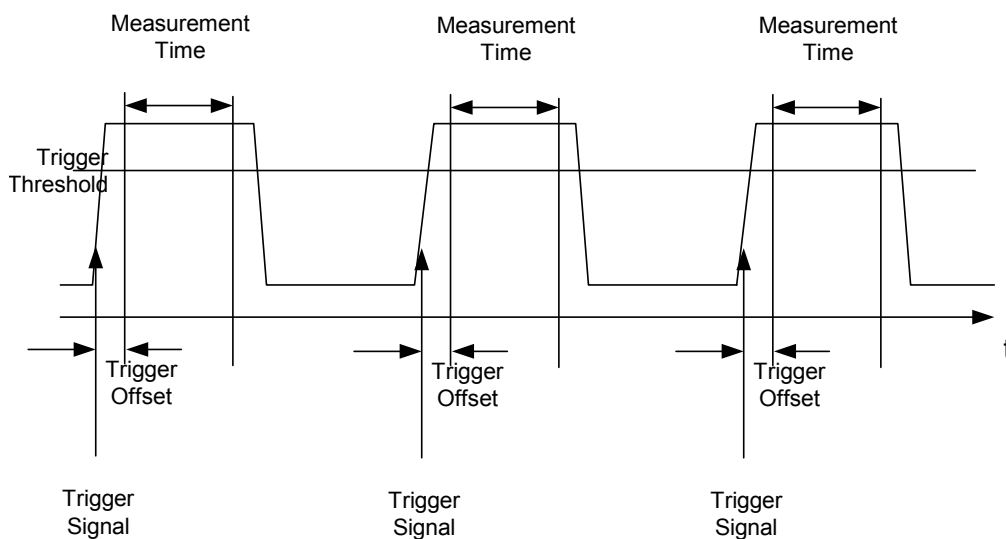 Measurement
Time
Measurement
Time
Measurement
Time
Trigger
Threshold
t
Trigger
Offset
Trigger
Offset
Trigger
Offset
Trigger
Signal
Trigger
Signal
Trigger
Signal